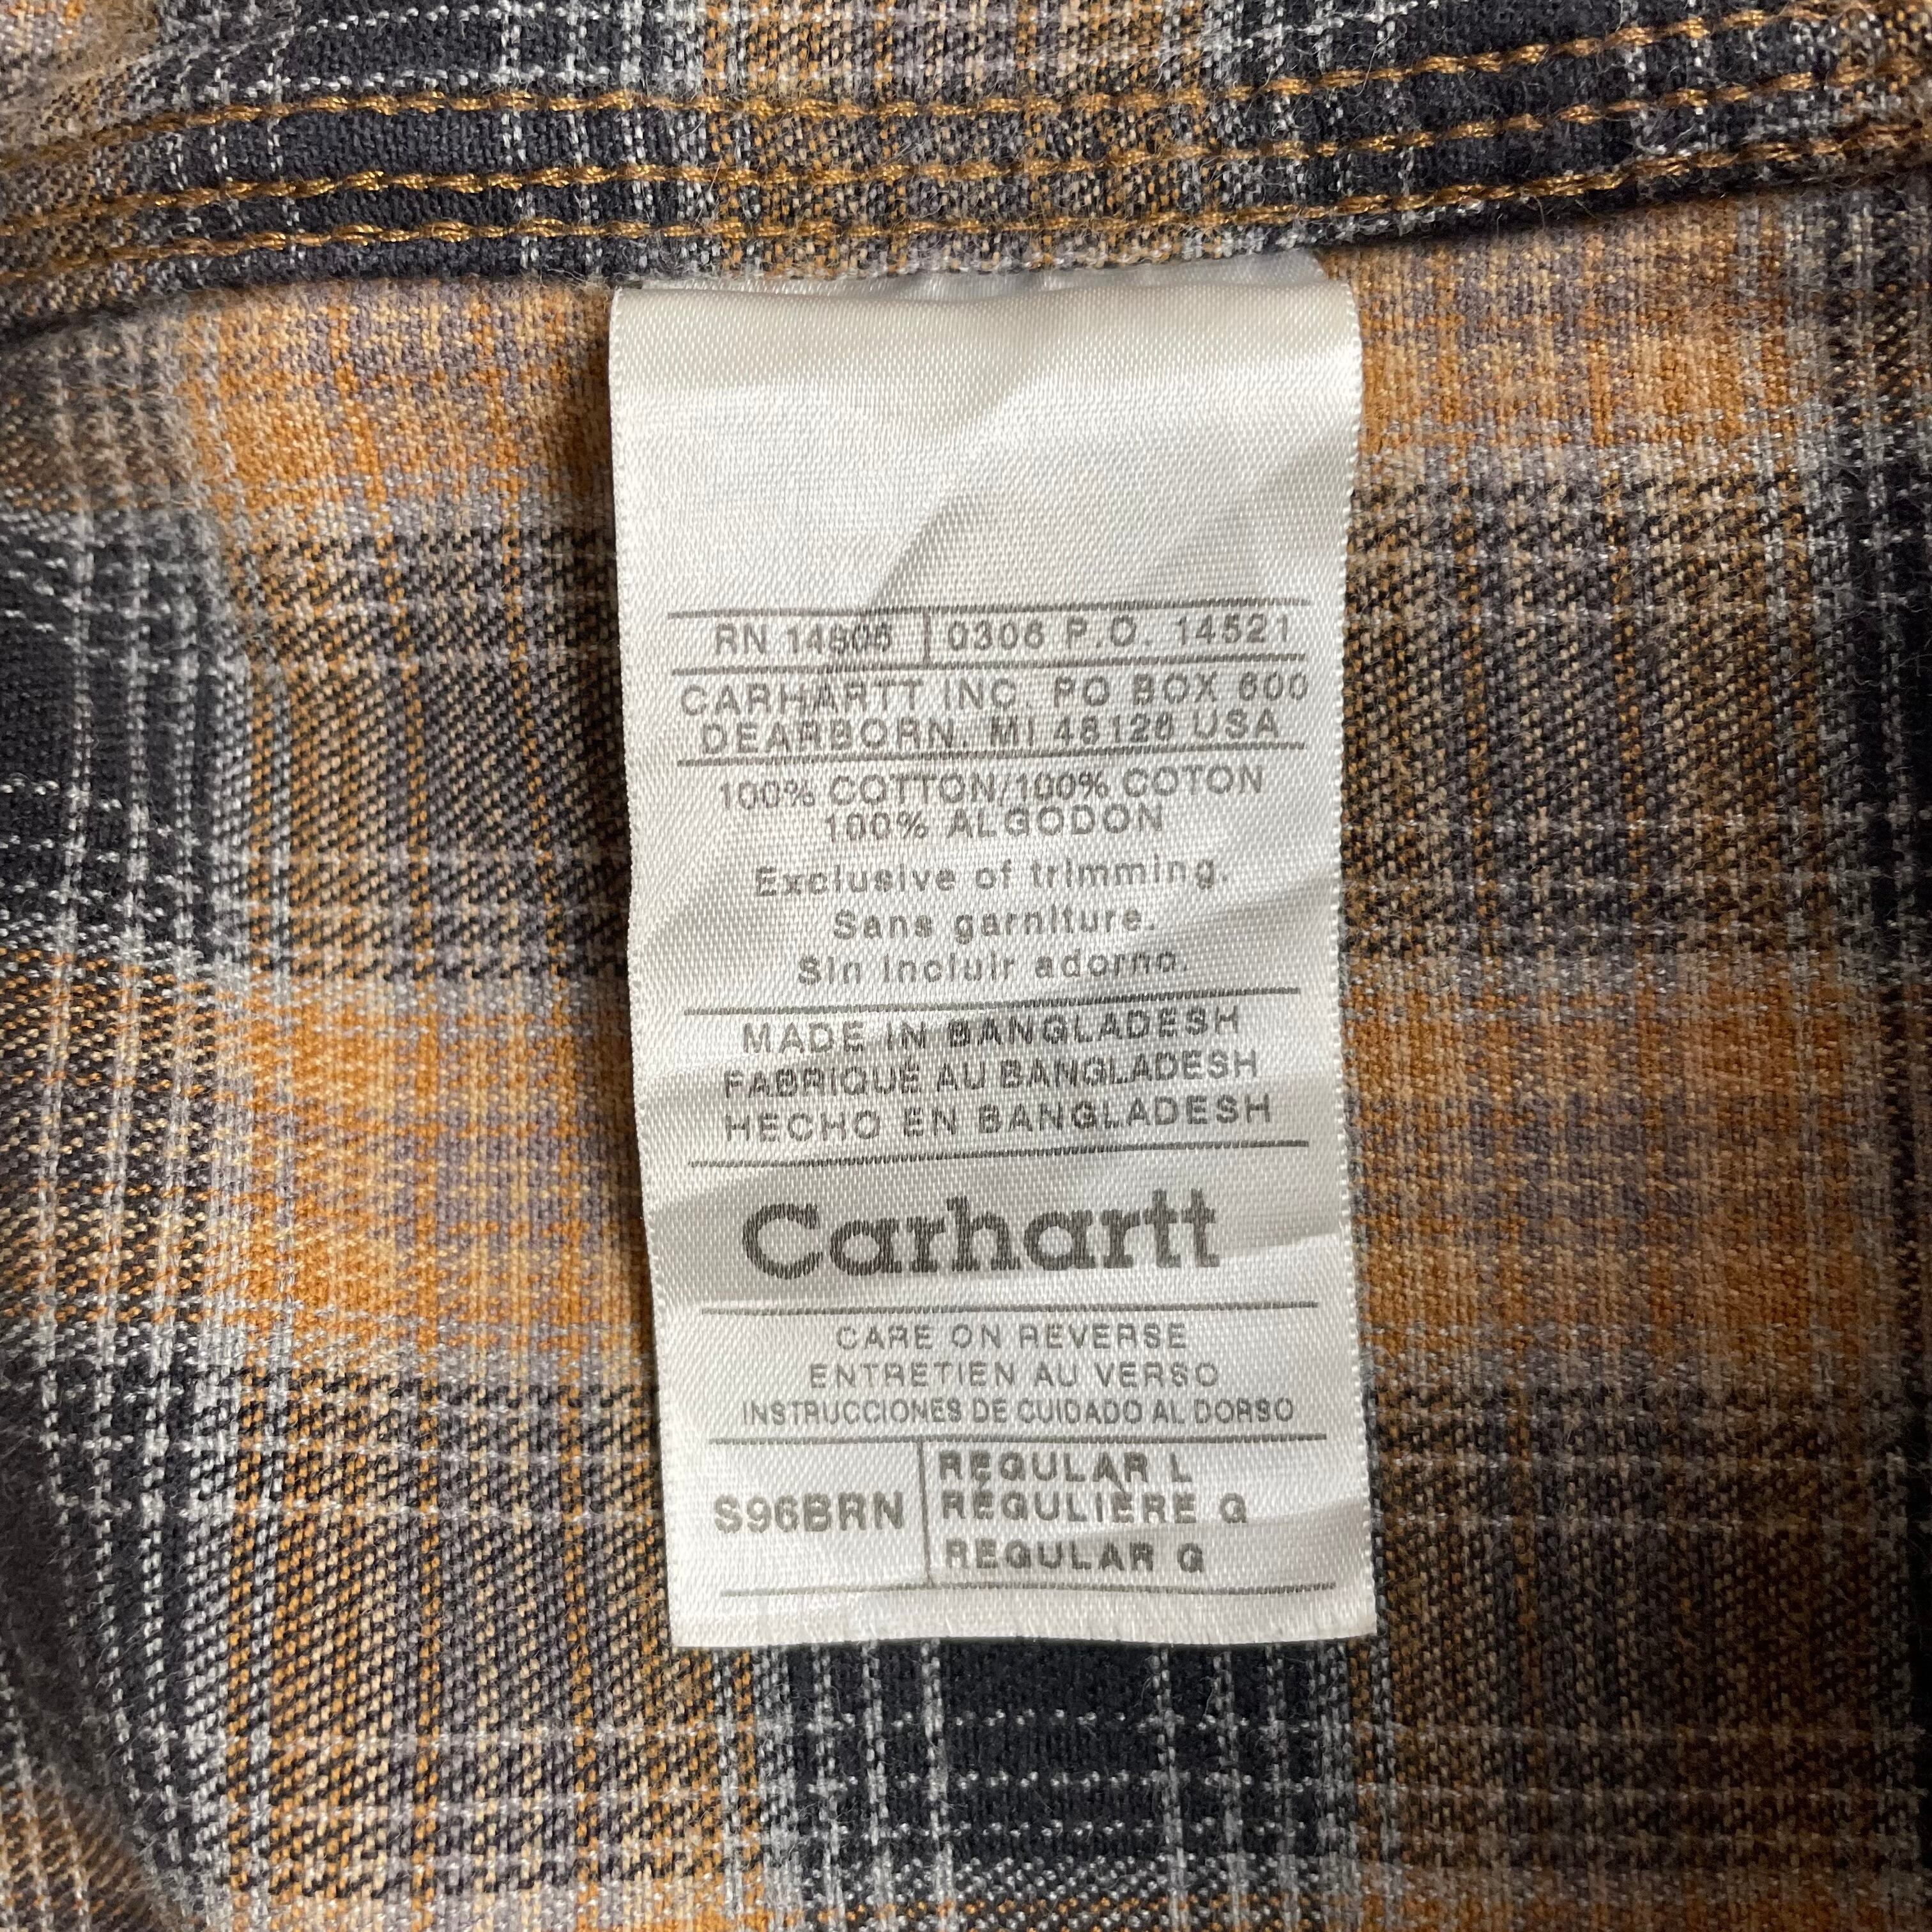 RN 14806 0306 P.O. 14521
CARHARTT INC. PO BOX 600
DEARBORN, MI 48126 USA
100% COTTON/100% COTON
100% ALGODON
Exclusive of trimming.
Sans garniture.
Sin incluir adorno.
MADE IN BANGLADESH
FABRIQUÉ AU BANGLADESH
HECHO EN BANGLADESH
Carhartt
CARE ON REVERSE
ENTRETIEN AU VERSO
INSTRUCCIONES DE CUIDADO AL DORSO
S96BRN
REGULAR L
RÉGULIÈRE G
REGULAR G